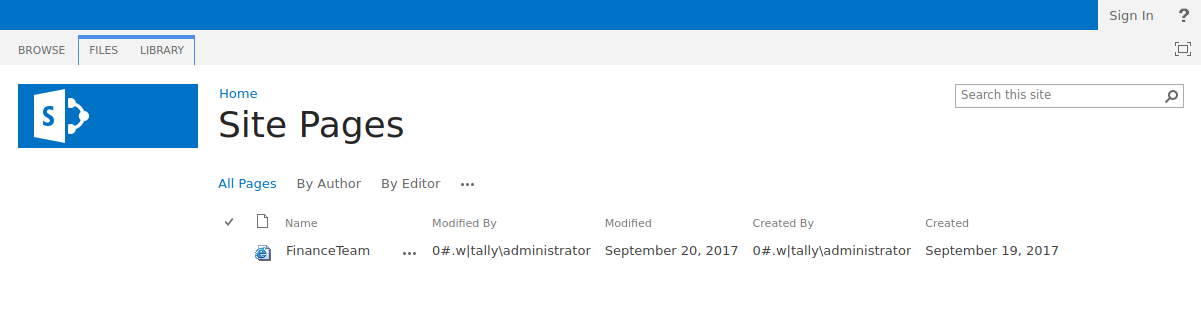 Sign In ?
BROWSE FILES LIBRARY
S
Home
Search this site
Site Pages
All Pages By Author By Editor ...
Name Modified By Modified Created By Created
FinanceTeam ... 0#.w|tally\administrator September 20, 2017 0#.w|tally\administrator September 19, 2017